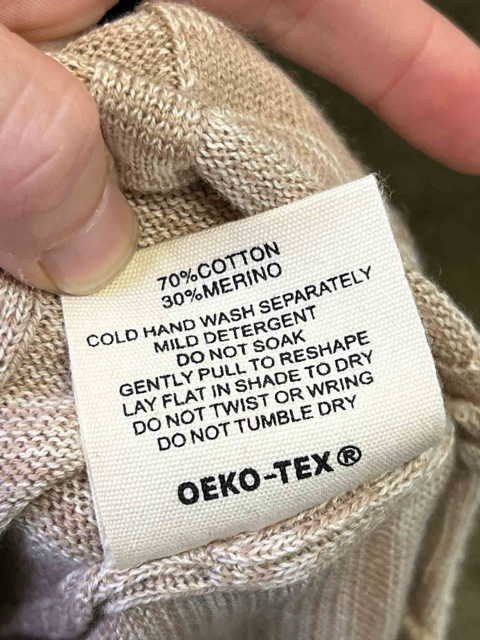 70%COTTON
30%MERINO
COLD HAND WASH SEPARATELY
MILD DETERGENT
DO NOT SOAK
GENTLY PULL TO RESHAPE
LAY FLAT IN SHADE TO DRY
DO NOT TWIST OR WRING
DO NOT TUMBLE DRY
OEKO-TEX®